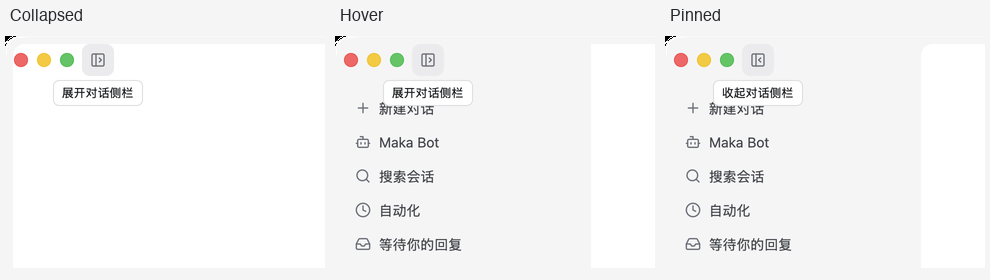 Collapsed
Hover
Pinned
展开对话侧栏
展开对话侧栏
新建对话
Maka Bot
搜索会话
自动化
等待你的回复
收起对话侧栏
新建对话
Maka Bot
搜索会话
自动化
等待你的回复